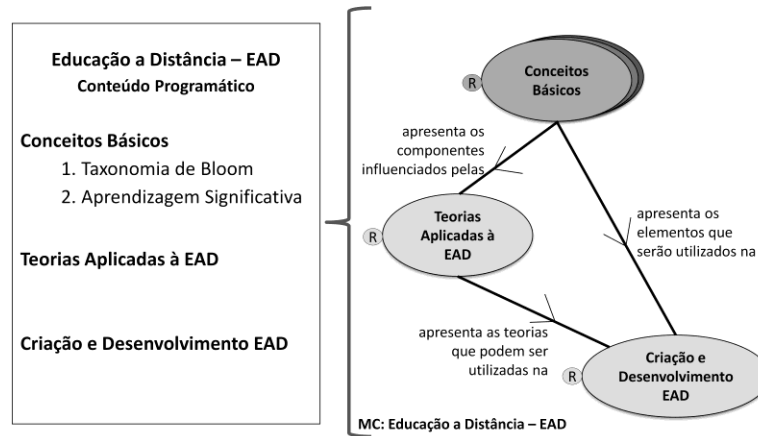 Educação a Distância – EAD
Conteúdo Programático
Conceitos Básicos
1. Taxonomia de Bloom
2. Aprendizagem Significativa
Teorias Aplicadas à EAD
Criação e Desenvolvimento EAD
R
Conceitos
Básicos
apresenta os
componentes
influenciados pelas
R
Teorias
Aplicadas à
EAD
apresenta os
elementos que
serão utilizados na
apresenta as teorias
que podem ser
utilizadas na
R
Criação e
Desenvolvimento
EAD
MC: Educação a Distância – EAD